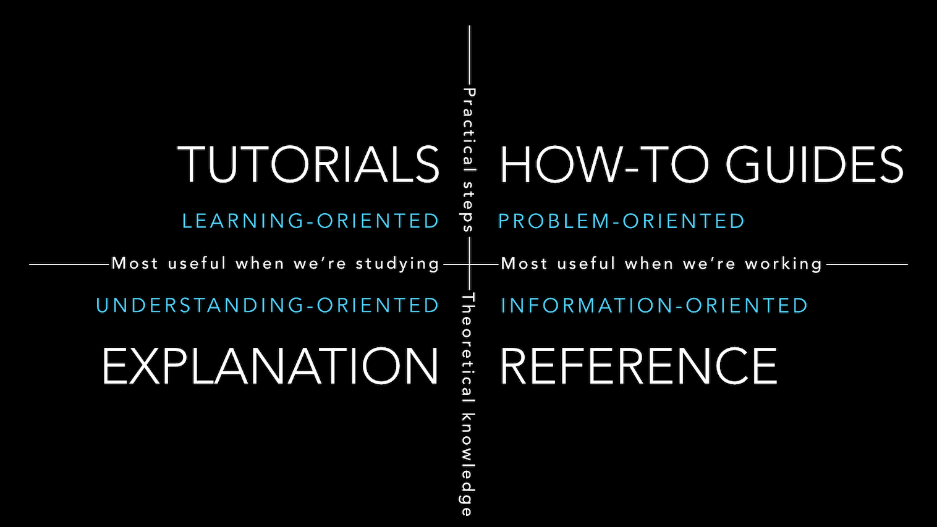 Practical steps
TUTORIALS
HOW-TO GUIDES
LEARNING-ORIENTED
PROBLEM-ORIENTED
Most useful when we’re studying
Most useful when we’re working
UNDERSTANDING-ORIENTED
INFORMATION-ORIENTED
EXPLANATION
REFERENCE
Theoretical knowledge